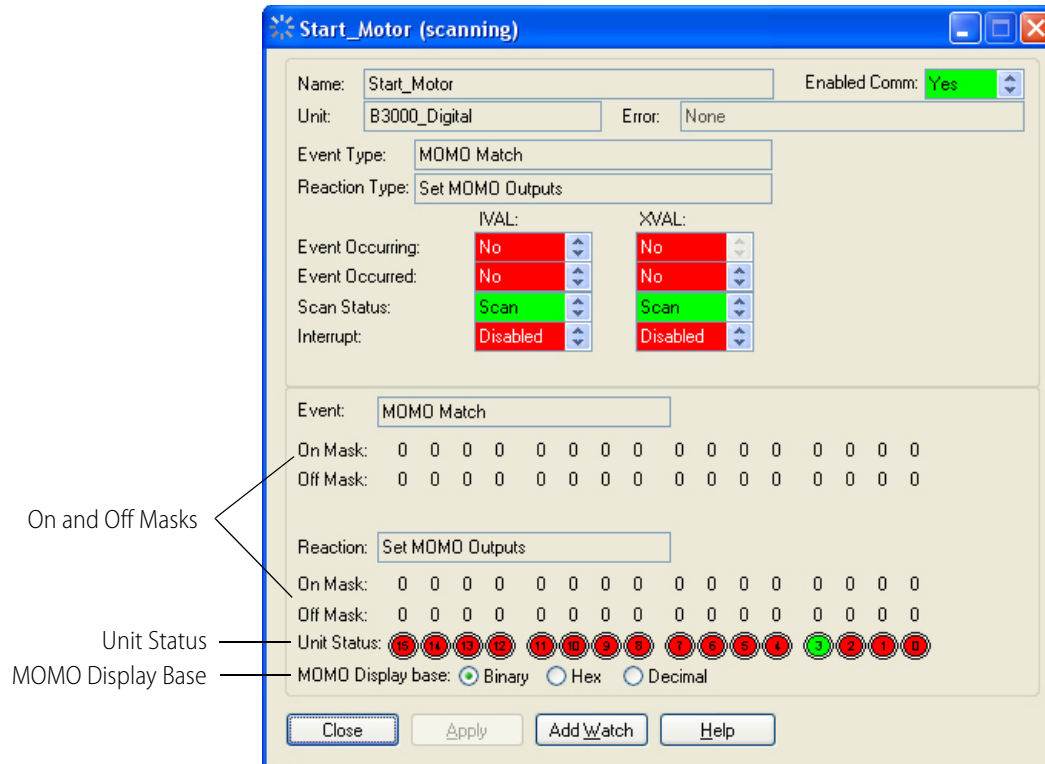 Start_Motor (scanning)
Name: Start_Motor Enabled Comm: Yes
Unit: B3000_Digital Error: None
Event Type: MOMO Match
Reaction Type: Set MOMO Outputs
IVAL: XVAL:
Event Occurring: No No
Event Occurred: No No
Scan Status: Scan Scan
Interrupt: Disabled Disabled
Event: MOMO Match
On Mask: 0 0 0 0 0 0 0 0 0 0 0 0 0 0 0 0
Off Mask: 0 0 0 0 0 0 0 0 0 0 0 0 0 0 0 0
On and Off Masks
Reaction: Set MOMO Outputs
On Mask: 0 0 0 0 0 0 0 0 0 0 0 0 0 0 0 0
Off Mask: 0 0 0 0 0 0 0 0 0 0 0 0 0 0 0 0
Unit Status Unit Status: 15 14 13 12 11 10 9 8 7 6 5 4 3 2 1 0
MOMO Display Base MOMO Display base: Binary Hex Decimal
Close Apply Add Watch Help